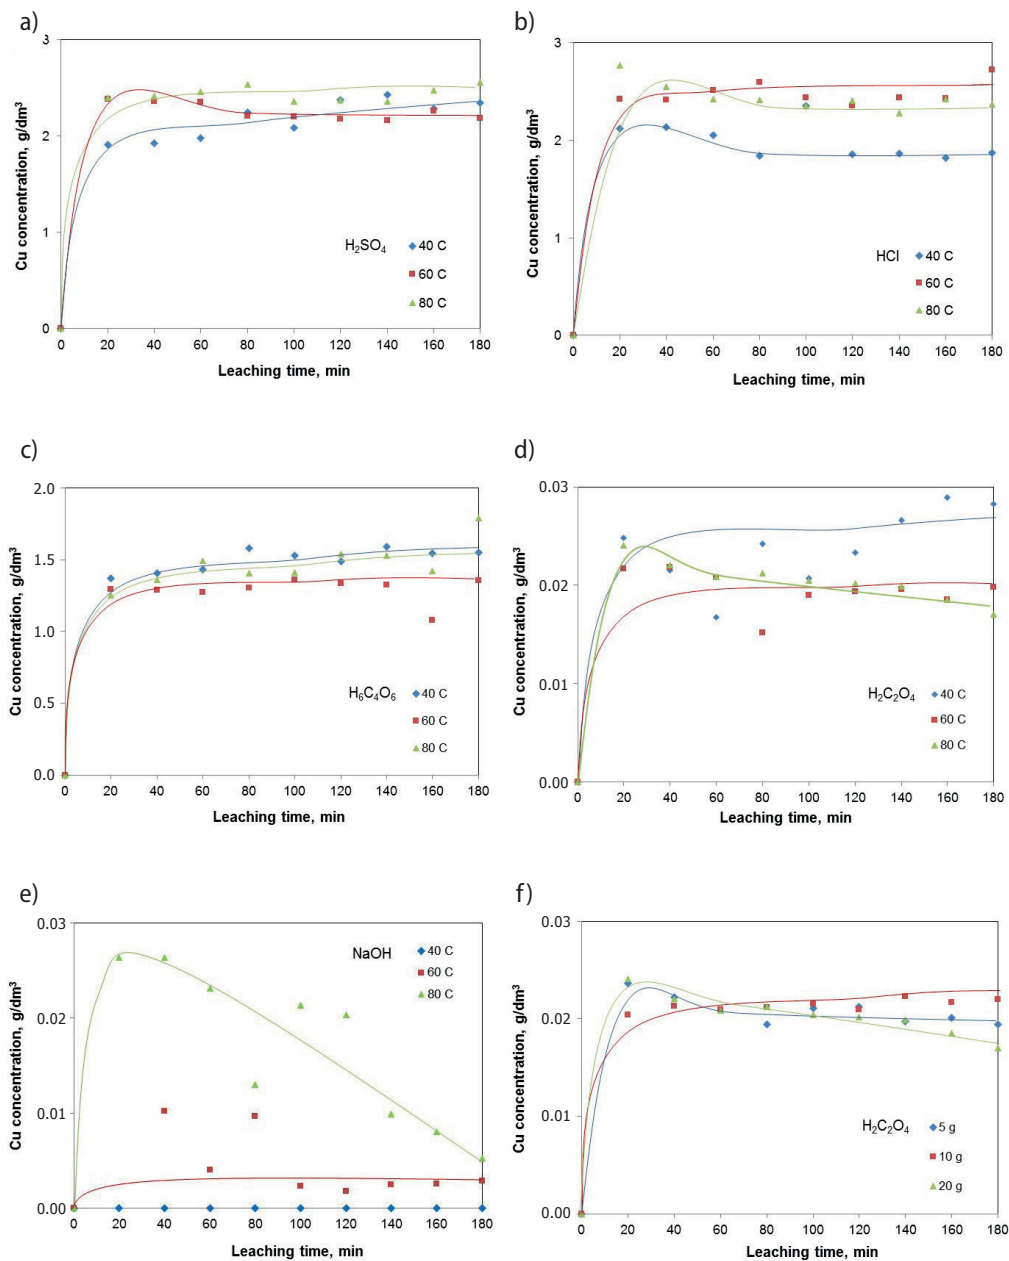 a)
3
2
1
0
Cu concentration, g/dm³
H₂SO₄
40 C
60 C
80 C
0 20 40 60 80 100 120 140 160 180
Leaching time, min
b)
3
2
1
0
Cu concentration, g/dm³
HCl
40 C
60 C
80 C
0 20 40 60 80 100 120 140 160 180
Leaching time, min
c)
2.0
1.5
1.0
0.5
0.0
Cu concentration, g/dm³
H₆C₄O₆
40 C
60 C
80 C
0 20 40 60 80 100 120 140 160 180
Leaching time, min
d)
0.03
0.02
0.01
0.00
Cu concentration, g/dm³
H₂C₂O₄
40 C
60 C
80 C
0 20 40 60 80 100 120 140 160 180
Leaching time, min
e)
0.03
0.02
0.01
0.00
Cu concentration, g/dm³
NaOH
40 C
60 C
80 C
0 20 40 60 80 100 120 140 160 180
Leaching time, min
f)
0.03
0.02
0.01
0.00
Cu concentration, g/dm³
H₂C₂O₄
5 g
10 g
20 g
0 20 40 60 80 100 120 140 160 180
Leaching time, min